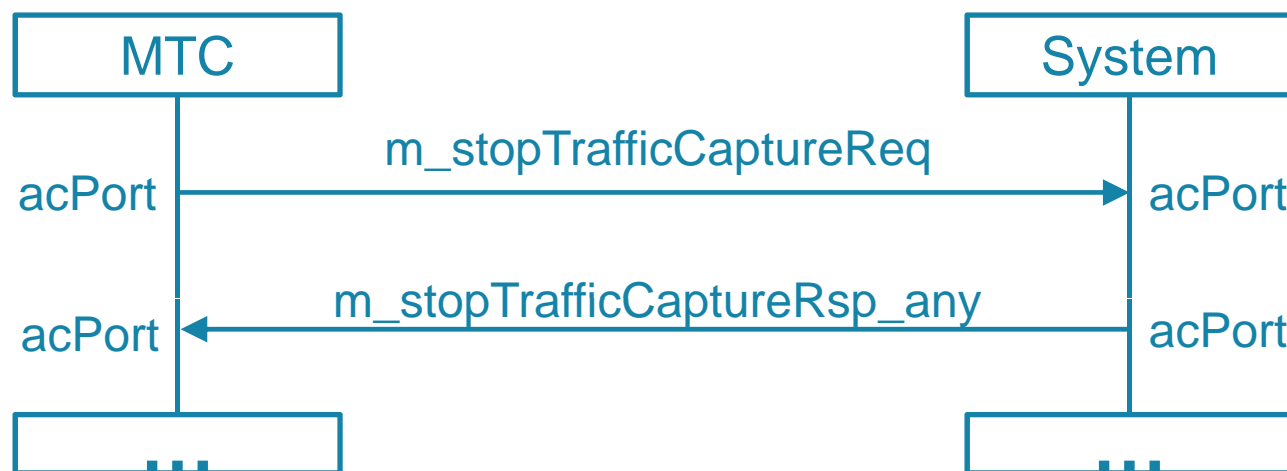 MTC System
m_stopTrafficCaptureReq
acPort acPort
m_stopTrafficCaptureRsp_any
acPort acPort
... ...